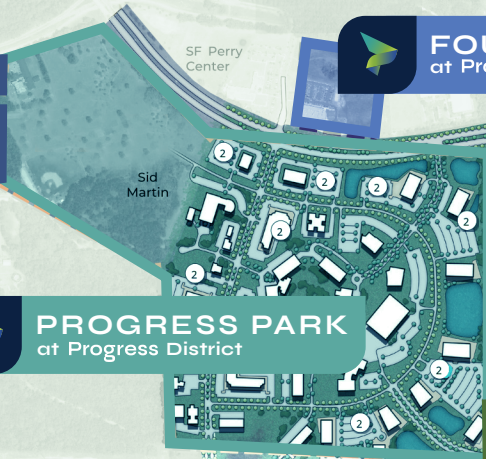 SF Perry
Center
FOU
at Pro
Sid
Martin
2
2
2
2
2
2
PROGRESS PARK
at Progress District
2
2